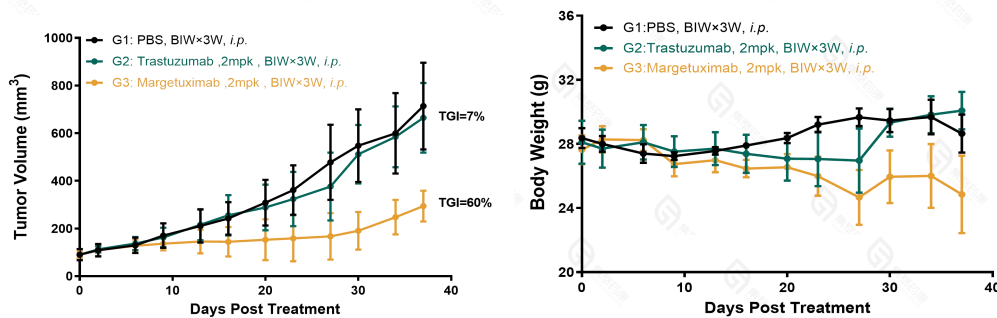 G1: PBS, BIW×3W, i.p.
G2: Trastuzumab ,2mpk , BIW×3W, i.p.
G3: Margetuximab ,2mpk , BIW×3W, i.p.
Tumor Volume (mm³)
1000
800
600
400
200
0
TGI=7%
TGI=60%
0 10 20 30 40
Days Post Treatment
G1:PBS, BIW×3W, i.p.
G2:Trastuzumab, 2mpk, BIW×3W, i.p.
G3:Margetuximab, 2mpk, BIW×3W, i.p.
Body Weight (g)
36
32
28
24
20
0 10 20 30 40
Days Post Treatment